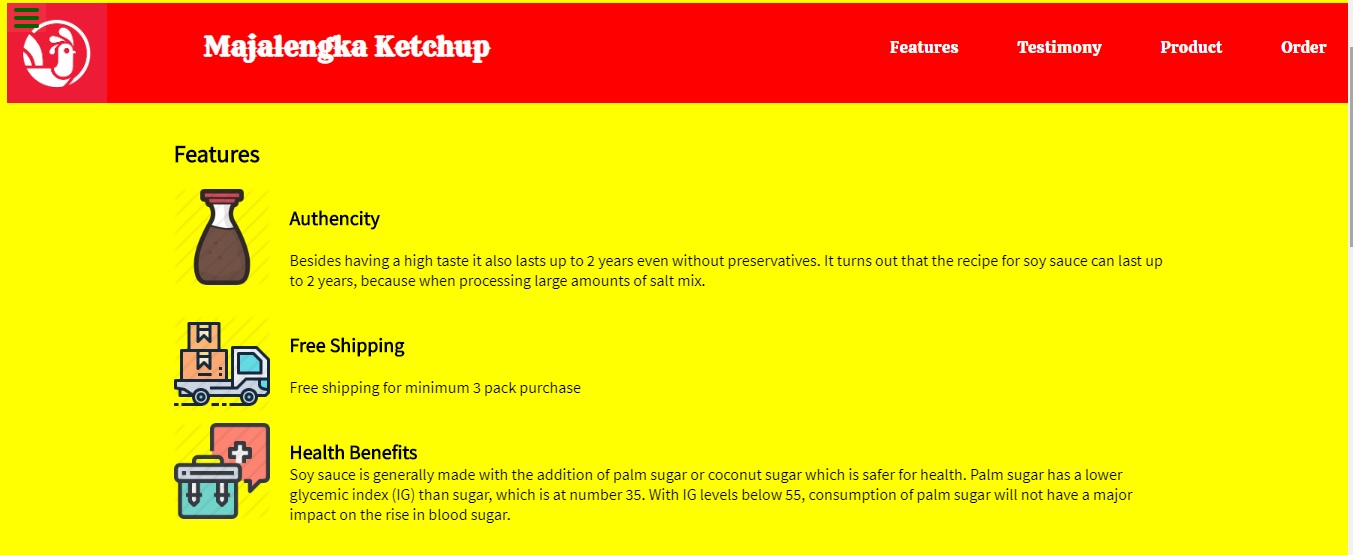 Majalengka Ketchup
Features
Testimony
Product
Order
Features
Authencity
Besides having a high taste it also lasts up to 2 years even without preservatives. It turns out that the recipe for soy sauce can last up
to 2 years, because when processing large amounts of salt mix.
Free Shipping
Free shipping for minimum 3 pack purchase
Health Benefits
Soy sauce is generally made with the addition of palm sugar or coconut sugar which is safer for health. Palm sugar has a lower
glycemic index (IG) than sugar, which is at number 35. With IG levels below 55, consumption of palm sugar will not have a major
impact on the rise in blood sugar.